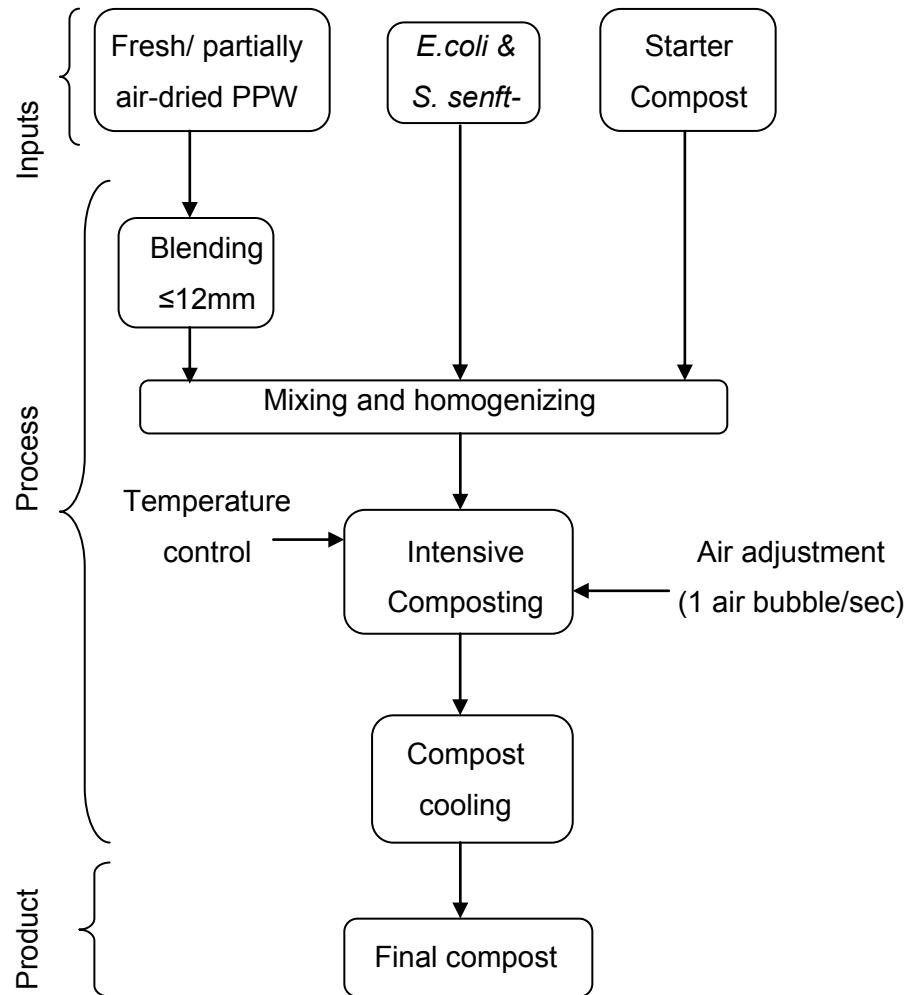 Inputs
Fresh/ partially
air-dried PPW
E.coli &
S. senft-
Starter
Compost
Process
Blending
≤12mm
Mixing and homogenizing
Temperature
control
Intensive
Composting
Air adjustment
(1 air bubble/sec)
Compost
cooling
Product
Final compost